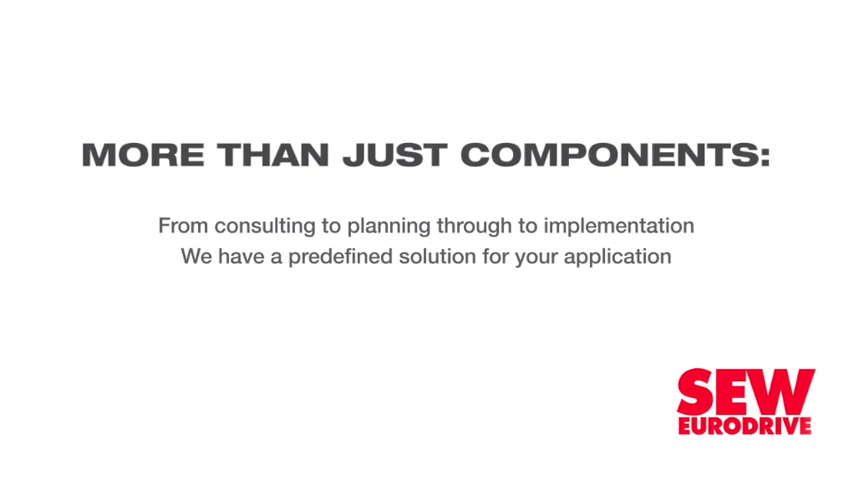 MORE THAN JUST COMPONENTS:
From consulting to planning through to implementation
We have a predefined solution for your application
SEW
EURODRIVE